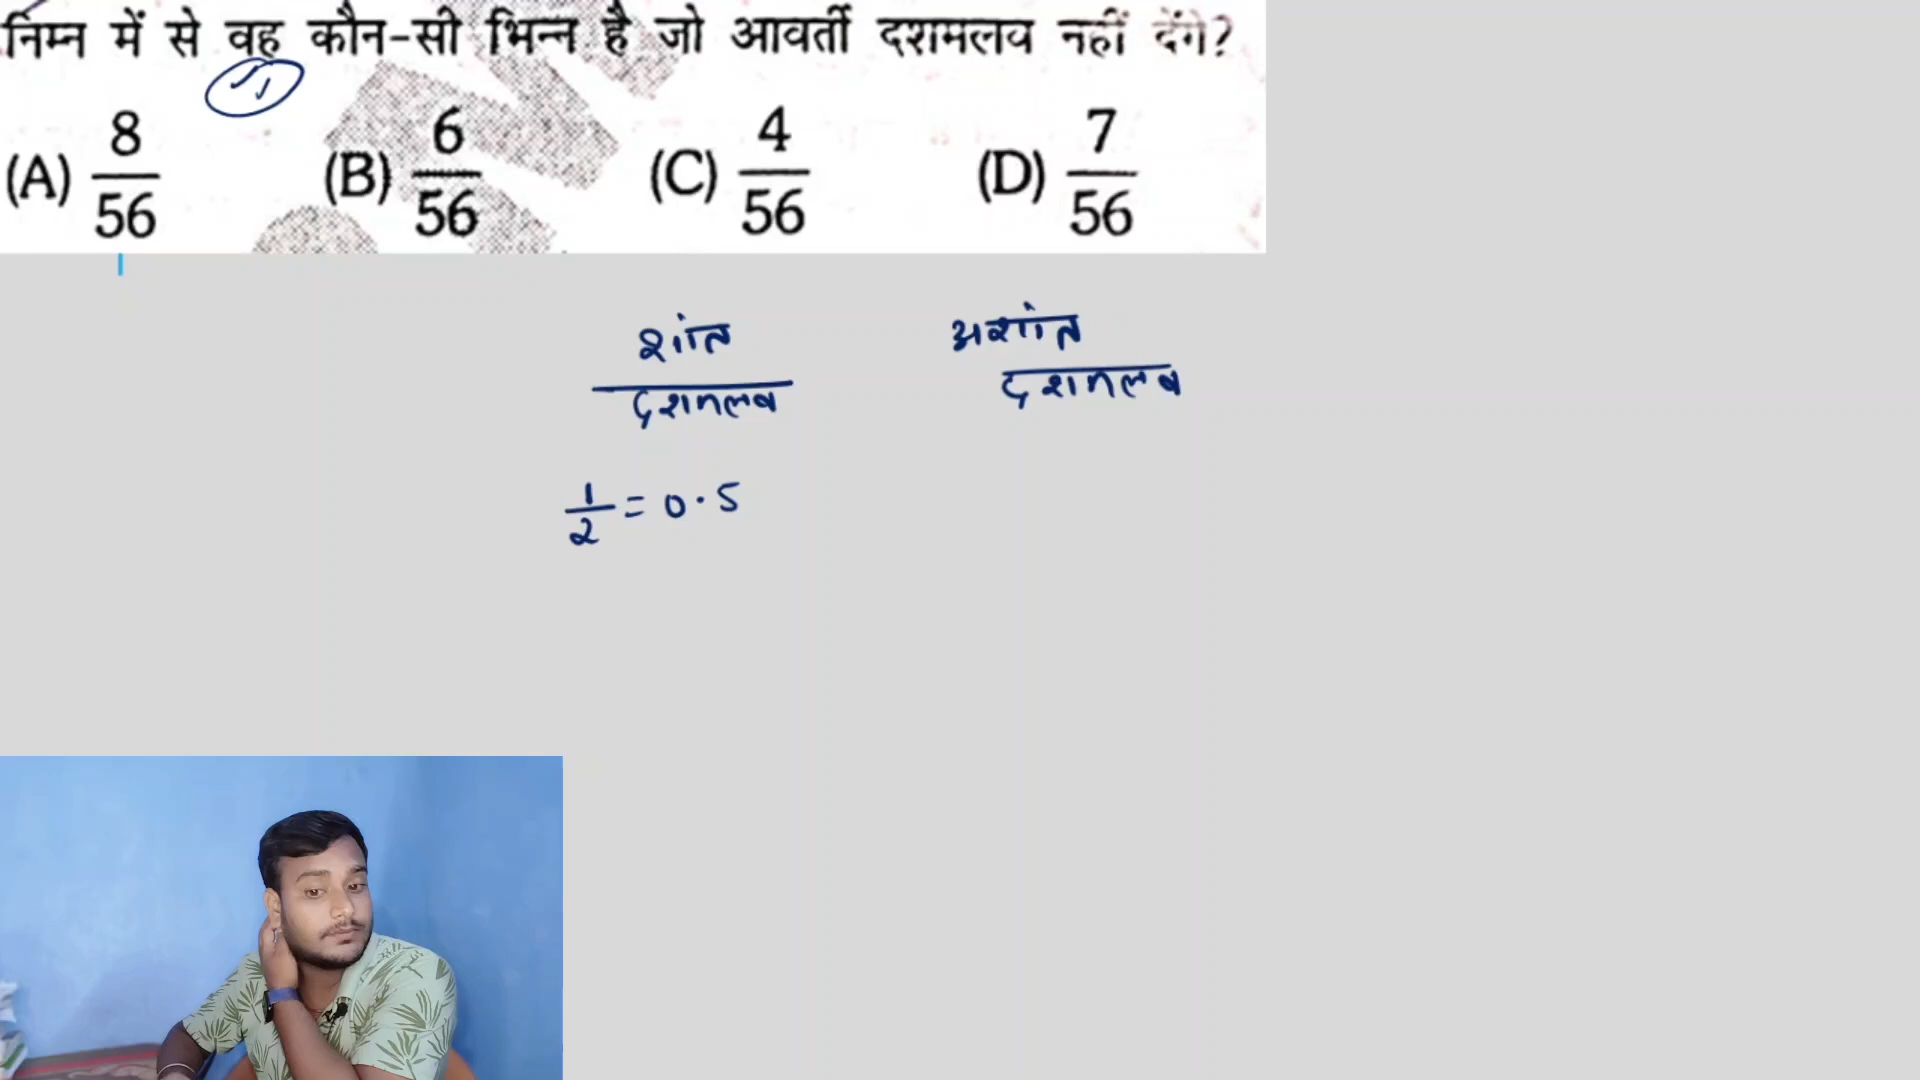 निम्न में से वह कौन-सी भिन्न है जो आवर्ती दशमलव नहीं देंगे?
(A) 8/56 (B) 6/56 (C) 4/56 (D) 7/56
शांत अशांत
दशमलव दशमलव
1/2 = 0.5